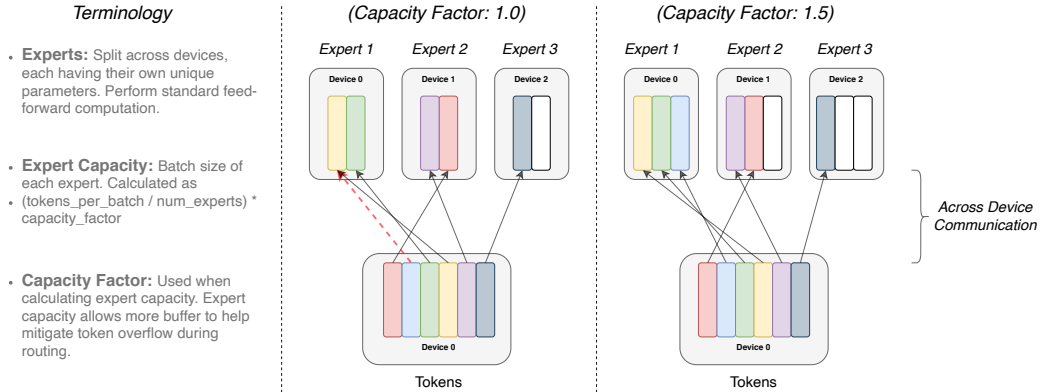 Terminology
• Experts: Split across devices,
each having their own unique
parameters. Perform standard feed-
forward computation.
• Expert Capacity: Batch size of
each expert. Calculated as
• (tokens_per_batch / num_experts) *
capacity_factor
• Capacity Factor: Used when
calculating expert capacity. Expert
capacity allows more buffer to help
mitigate token overflow during
routing.
(Capacity Factor: 1.0)
Expert 1 Expert 2 Expert 3
Device 0 Device 1 Device 2
Device 0
Tokens
(Capacity Factor: 1.5)
Expert 1 Expert 2 Expert 3
Device 0 Device 1 Device 2
Device 0
Tokens
Across Device
Communication